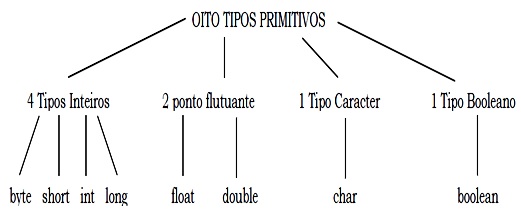 OITO TIPOS PRIMITIVOS
4 Tipos Inteiros 2 ponto flutuante 1 Tipo Caracter 1 Tipo Booleano
byte short int long float double char boolean